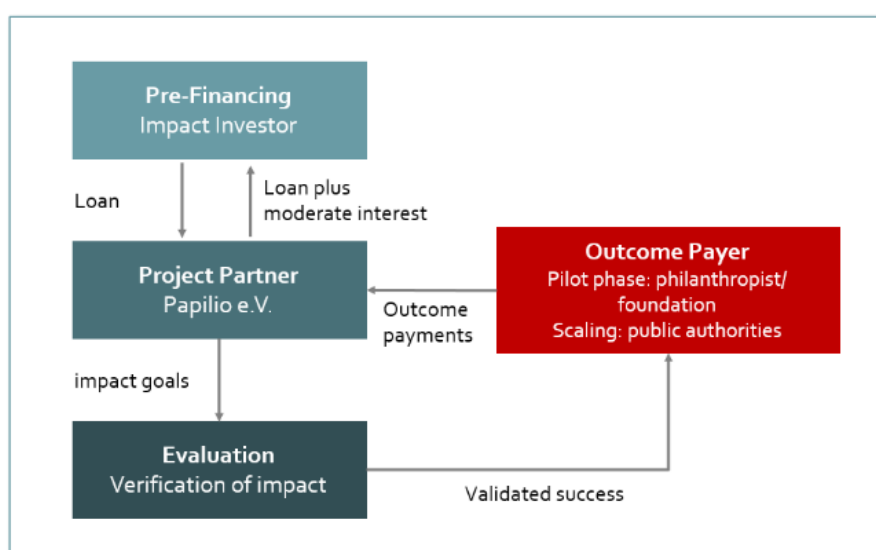 Pre-Financing
Impact Investor
Loan
Loan plus
moderate interest
Project Partner
Papilio e.V.
Outcome Payer
Pilot phase: philanthropist/
foundation
Scaling: public authorities
Outcome
payments
impact goals
Evaluation
Verification of impact
Validated success